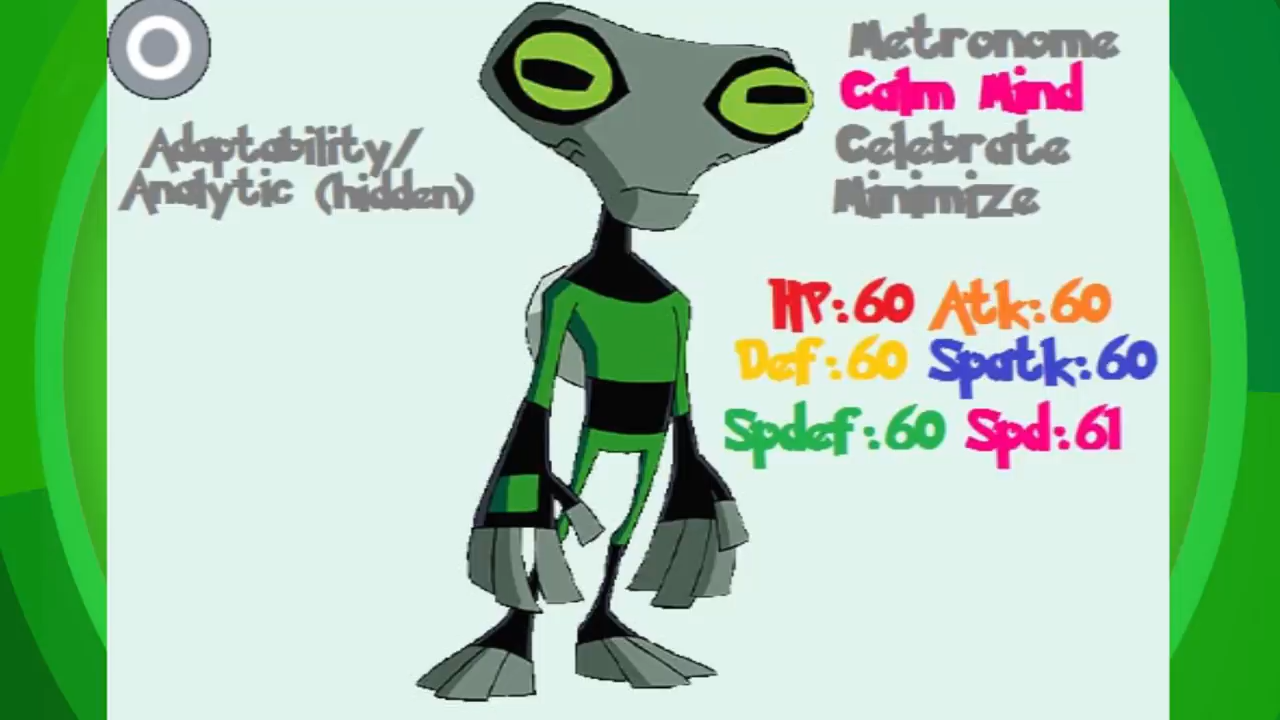 Adaptability/
Analytic (hidden)
Metronome
Calm Mind
Celebrate
Minimize
HP:60 Atk:60
Def:60 Spatk:60
Spdef:60 Spd:61